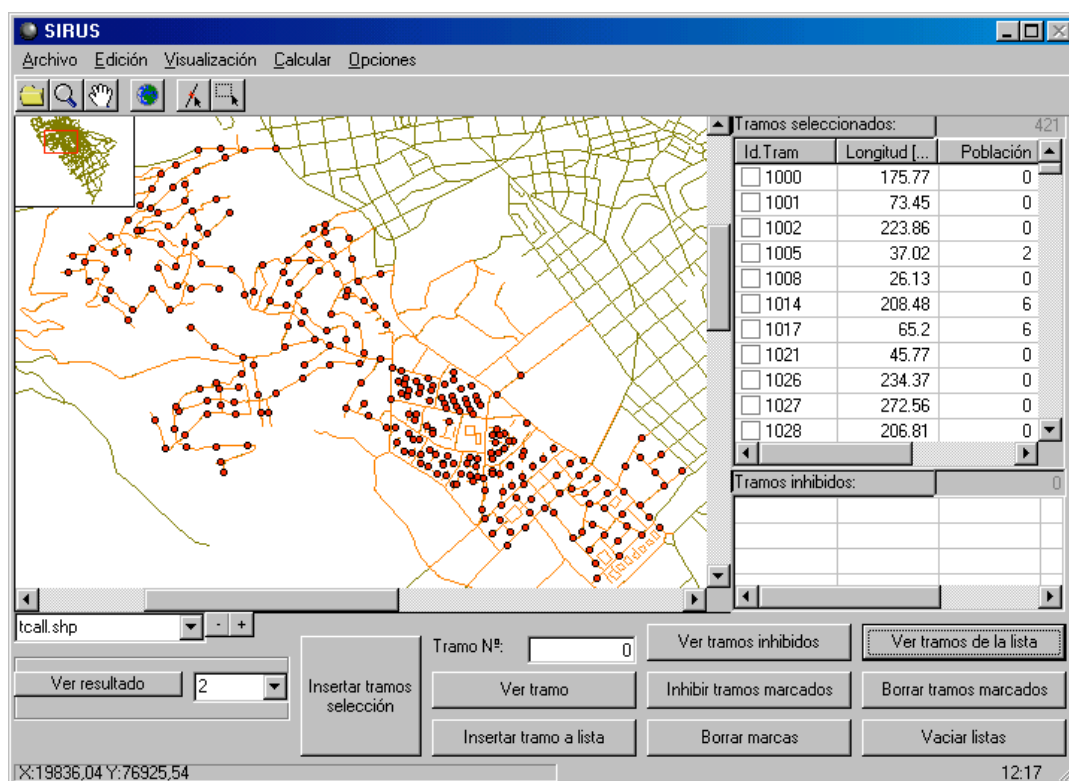 SIRUS
Archivo Edición Visualización Calcular Opciones
Tramos seleccionados: 421
Id.Tram Longitud [... Población
1000 175.77 0
1001 73.45 0
1002 223.86 0
1005 37.02 2
1008 26.13 0
1014 208.48 6
1017 65.2 6
1021 45.77 0
1026 234.37 0
1027 272.56 0
1028 206.81 0
Tramos inhibidos: 0
tcall.shp - +
Ver resultado 2
Insertar tramos
selección
Tramo Nº: 0
Ver tramo
Insertar tramo a lista
Ver tramos inhibidos
Inhibir tramos marcados
Borrar marcas
Ver tramos de la lista
Borrar tramos marcados
Vaciar listas
X:19836,04 Y:76925,54 12:17